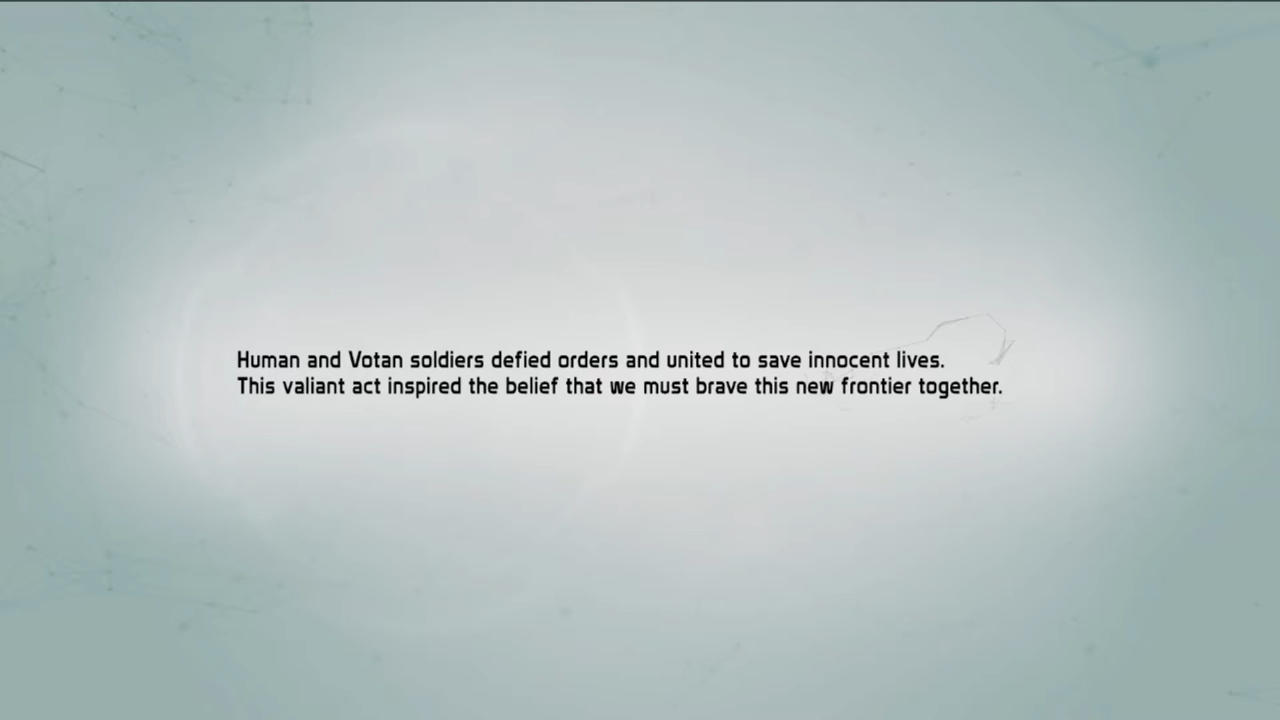 Human and Votan soldiers defied orders and united to save innocent lives.
This valiant act inspired the belief that we must brave this new frontier together.